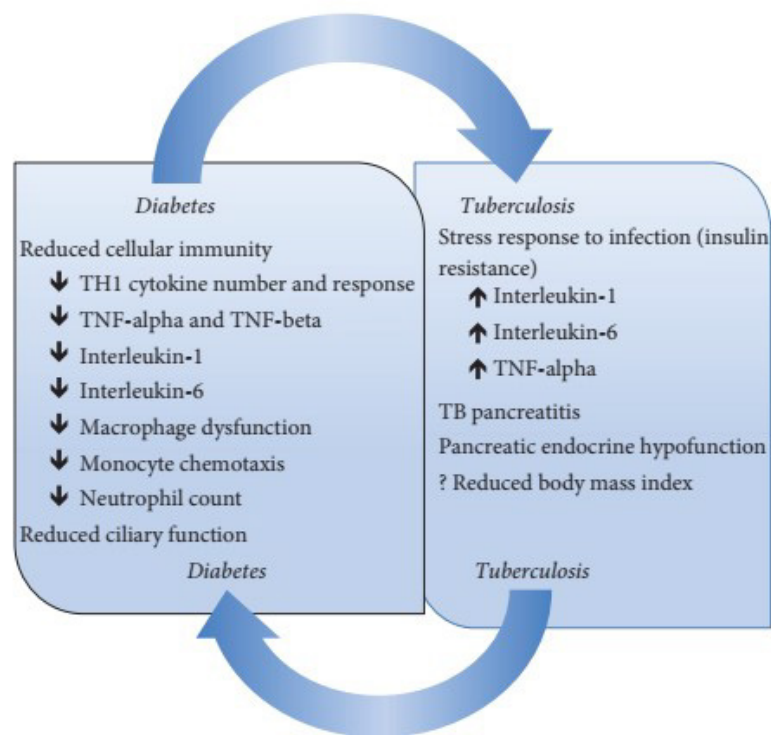 Diabetes
Reduced cellular immunity
🡻 TH1 cytokine number and response
🡻 TNF-alpha and TNF-beta
🡻 Interleukin-1
🡻 Interleukin-6
🡻 Macrophage dysfunction
🡻 Monocyte chemotaxis
🡻 Neutrophil count
Reduced ciliary function
Diabetes
Tuberculosis
Stress response to infection (insulin
resistance)
🡹 Interleukin-1
🡹 Interleukin-6
🡹 TNF-alpha
TB pancreatitis
Pancreatic endocrine hypofunction
? Reduced body mass index
Tuberculosis